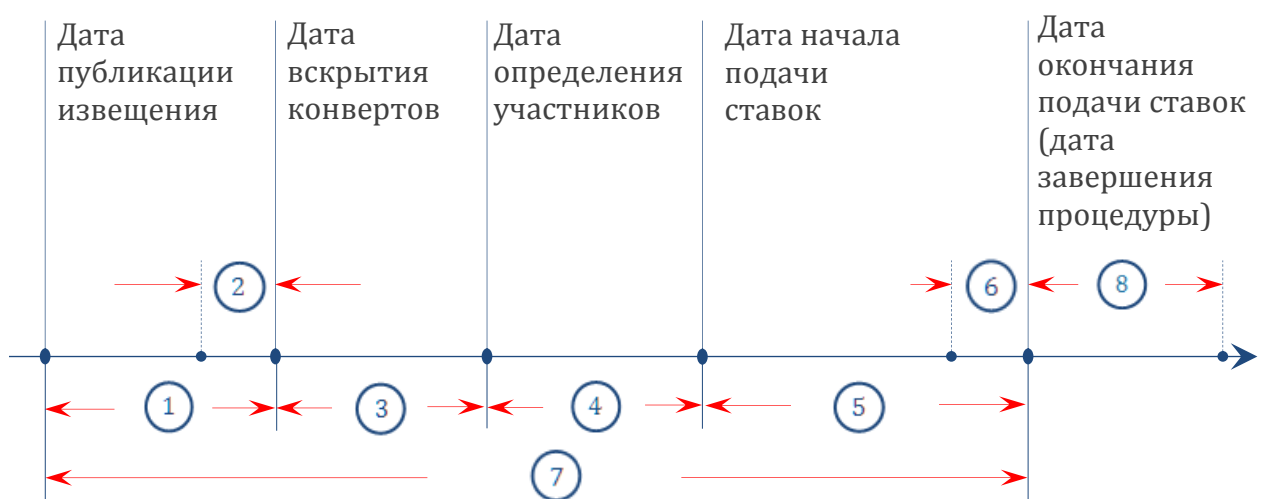 Дата
публикации
извещения
Дата
вскрытия
конвертов
Дата
определения
участников
Дата начала
подачи
ставок
Дата
окончания
подачи ставок
(дата
завершения
процедуры)
2
6
8
1
3
4
5
7